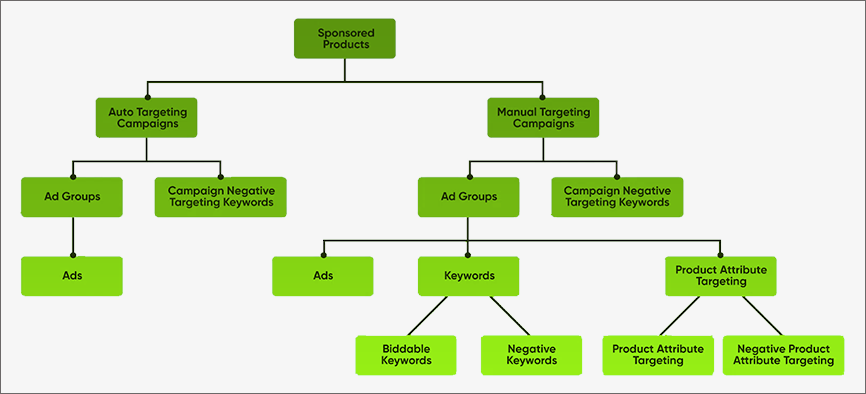 Sponsored
Products
Auto Targeting
Campaigns
Manual Targeting
Campaigns
Ad Groups
Campaign Negative
Targeting Keywords
Ad Groups
Campaign Negative
Targeting Keywords
Ads
Ads
Keywords
Product Attribute
Targeting
Biddable
Keywords
Negative
Keywords
Product Attribute
Targeting
Negative Product
Attribute Targeting